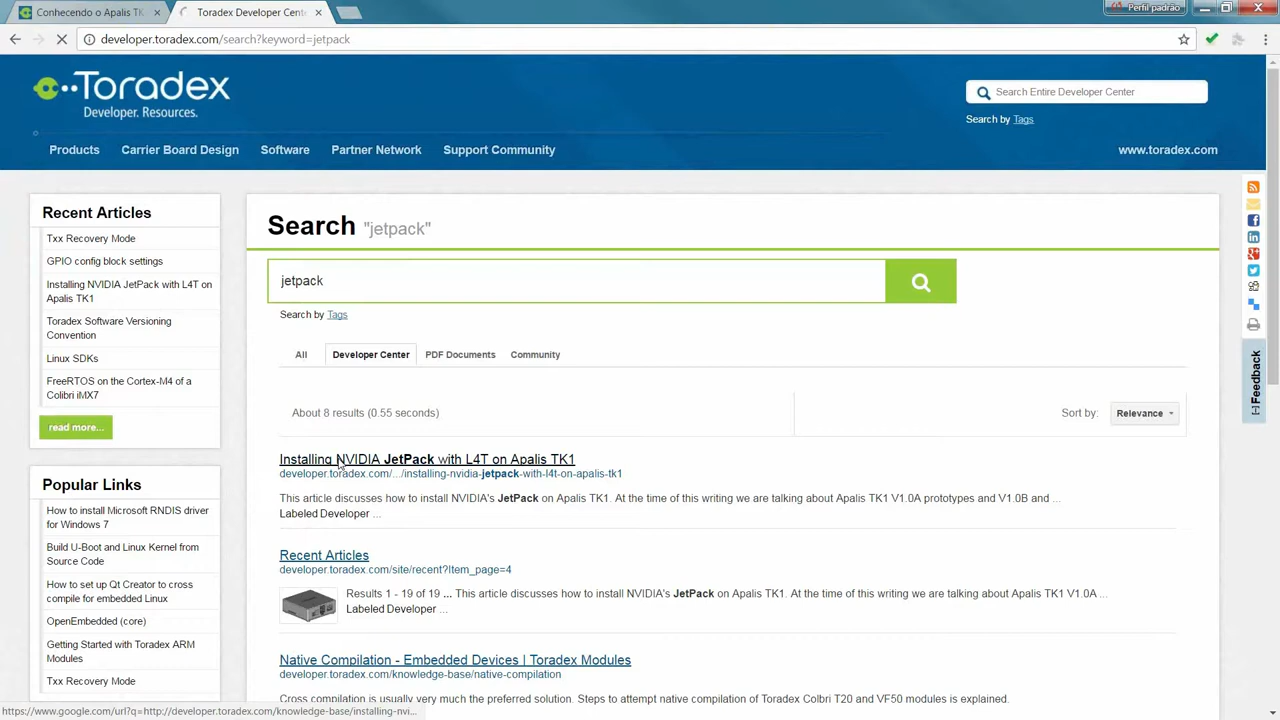 Conhecendo o Apalis TK
Toradex Developer Cent
Perfil padrão
developer.toradex.com/search?keyword=jetpack
Toradex
Developer. Resources.
Search Entire Developer Center
Search by Tags
Products
Carrier Board Design
Software
Partner Network
Support Community
www.toradex.com
Recent Articles
Txx Recovery Mode
GPIO config block settings
Installing NVIDIA JetPack with L4T on
Apalis TK1
Toradex Software Versioning
Convention
Linux SDKs
FreeRTOS on the Cortex-M4 of a
Colibri iMX7
read more...
Popular Links
How to install Microsoft RNDIS driver
for Windows 7
Build U-Boot and Linux Kernel from
Source Code
How to set up Qt Creator to cross
compile for embedded Linux
OpenEmbedded (core)
Getting Started with Toradex ARM
Modules
Txx Recovery Mode
Search "jetpack"
jetpack
Search by Tags
All
Developer Center
PDF Documents
Community
About 8 results (0.55 seconds)
Sort by:
Relevance
Installing NVIDIA JetPack with L4T on Apalis TK1
developer.toradex.com/.../installing-nvidia-jetpack-with-l4t-on-apalis-tk1
This article discusses how to install NVIDIA's JetPack on Apalis TK1. At the time of this writing we are talking about Apalis TK1 V1.0A prototypes and V1.0B and ...
Labeled Developer ...
Recent Articles
developer.toradex.com/site/recent?Item_page=4
Results 1 - 19 of 19 ... This article discusses how to install NVIDIA's JetPack on Apalis TK1. At the time of this writing we are talking about Apalis TK1 V1.0A ...
Labeled Developer ...
Native Compilation - Embedded Devices | Toradex Modules
developer.toradex.com/knowledge-base/native-compilation
Cross compilation is usually very much the preferred solution. Steps to attempt native compilation of Toradex Colbri T20 and VF50 modules is explained.
[-] Feedback
https://www.google.com/url?q=http://developer.toradex.com/knowledge-base/installing-nvi...